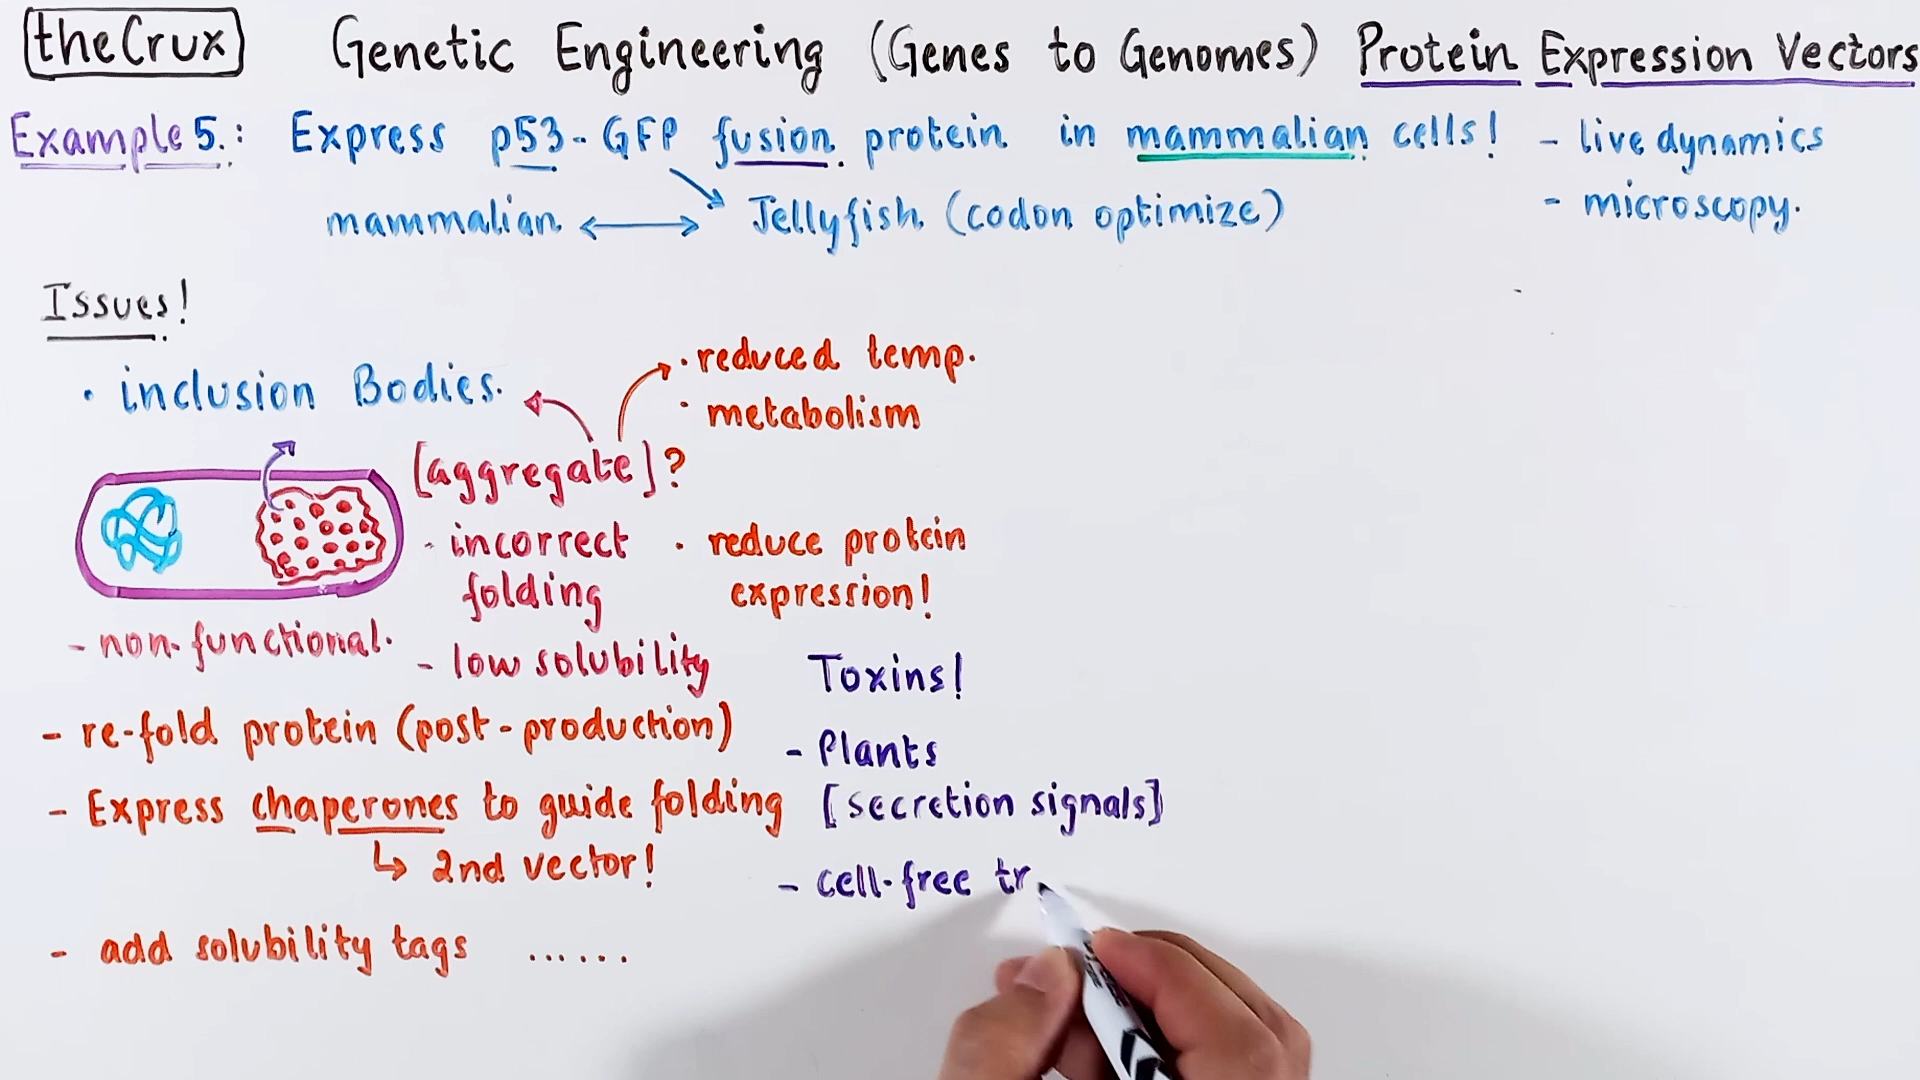 theCrux Genetic Engineering (Genes to Genomes) Protein Expression Vectors
Example 5.: Express p53-GFP fusion protein in mammalian cells! - live dynamics
mammalian Jellyfish (codon optimize) - microscopy.
Issues!
· inclusion Bodies.
· reduced temp.
· metabolism
[aggregate]?
- incorrect folding
· reduce protein expression!
- non-functional.
- low solubility
- re-fold protein (post-production)
- Express chaperones to guide folding
2nd vector!
- add solubility tags ......
Toxins!
- Plants
[secretion signals]
- cell-free tr